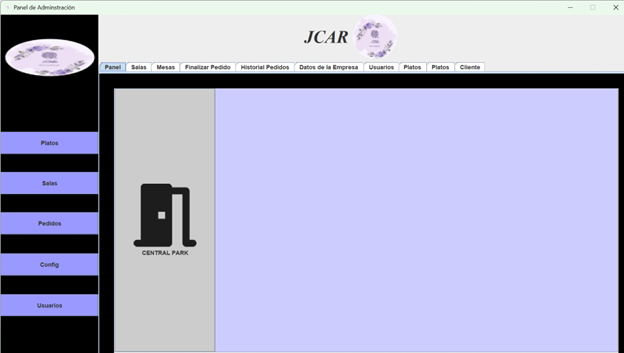 Panel de Adminstración
JCAR
Panel Salas Mesas Finalizar Pedido Historial Pedidos Datos de la Empresa Usuarios Platos Platos Cliente
Platos
Salas
Pedidos
Config
Usuarios
CENTRAL PARK